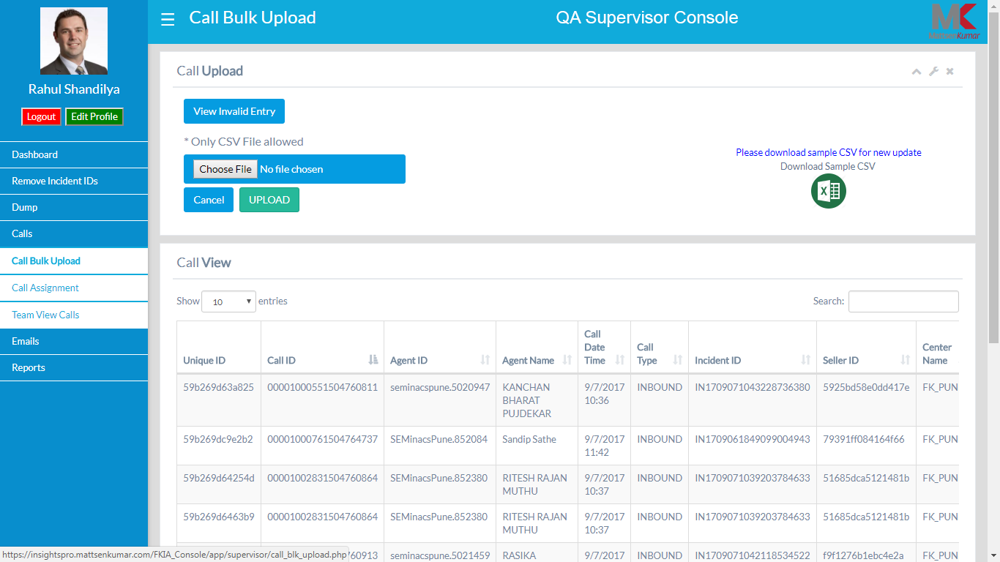 Call Bulk Upload
QA Supervisor Console
MK
MattsenKumar
Rahul Shandilya
Logout
Edit Profile
Dashboard
Remove Incident IDs
Dump
Calls
Call Bulk Upload
Call Assignment
Team View Calls
Emails
Reports
Call Upload
View Invalid Entry
* Only CSV File allowed
Choose File No file chosen
Cancel
UPLOAD
Please download sample CSV for new update
Download Sample CSV
X
Call View
Show 10 entries
Search:
Unique ID
Call ID
Agent ID
Agent Name
Call
Date
Time
Call
Type
Incident ID
Seller ID
Center
Name
59b269d63a825 00001000551504760811 seminacspune.5020947 KANCHAN 9/7/2017 INBOUND IN1709071043228736380 5925bd58e0dd417e FK_PUN
BHARAT 10:36
PUJDEKAR
59b269dc9e2b2 00001000761504764737 SEMinacsPune.852084 Sandip Sathe 9/7/2017 INBOUND IN1709061849099004943 79391ff084164f66 FK_PUN
11:42
59b269d64254d 00001002831504760864 SEMinacsPune.852380 RITESH RAJAN 9/7/2017 INBOUND IN1709071039203784633 51685dca5121481b FK_PUN
MUTHU 10:37
59b269d6463b9 00001002831504760864 SEMinacsPune.852380 RITESH RAJAN 9/7/2017 INBOUND IN1709071039203784633 51685dca5121481b FK_PUN
MUTHU 10:37
760913 seminacspune.5021459 RASIKA 9/7/2017 INBOUND IN1709071042118534522 f9f1276b1ebc4e2a FK_PUN
https://insightspro.mattsenkumar.com/FKIA_Console/app/supervisor/call_blk_upload.php